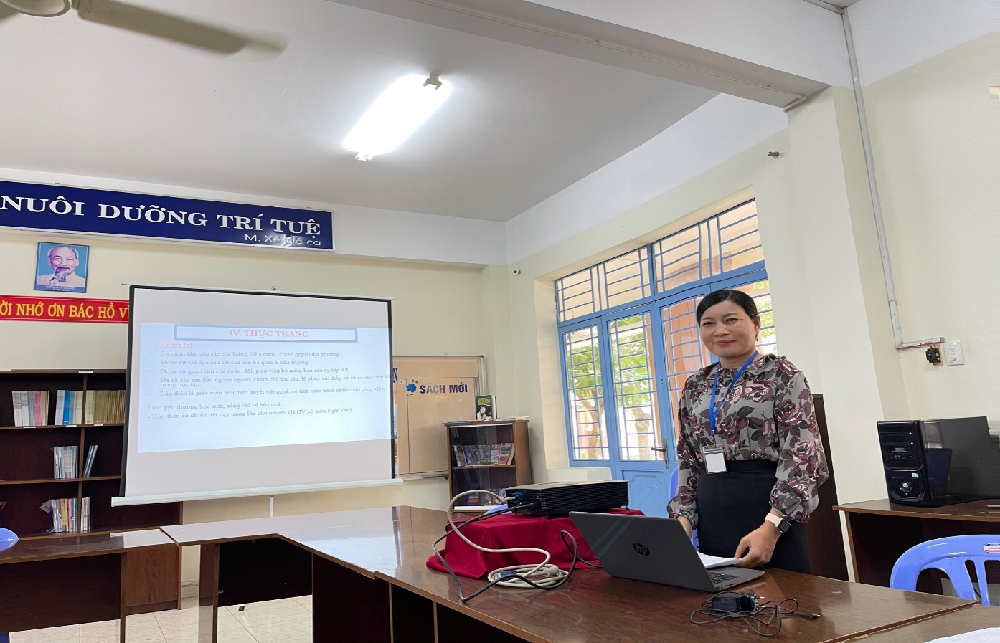 NUÔI DƯỠNG TRÍ TUỆ
ỜI NHỚ ƠN BÁC HỒ V
IV. THỰC TRẠNG
1. Thuận lợi
- Sự quan tâm sâu sắc của Đảng, Nhà nước, chính quyền địa phương
- Được sự chỉ đạo sâu sát của cán bộ quản lí nhà trường.
- Được sự quan tâm của đoàn, đội, giáo viên bộ môn, ban cán sự lớp 9.9.
- Đa số các em đều ngoan ngoãn, chăm chỉ học tập, lễ phép với thầy cô và có chí vượt
trong học tập.
- Bản thân là giáo viên luôn tâm huyết với nghề, có tinh thần trách nhiệm với công việc,
luôn yêu thương học sinh, sống vui vẻ hòa nhã.
- Bản thân có nhiều tiết dạy trong lớp chủ nhiệm. (là GV bộ môn Ngữ Văn)
SÁCH MỚI
hp